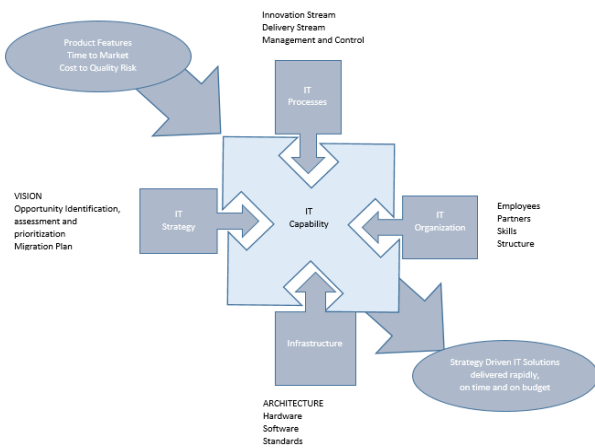 Innovation Stream
Delivery Stream
Management and Control
Product Features
Time to Market
Cost to Quality Risk
IT
Processes
VISION
Opportunity Identification,
assessment and
prioritization
Migration Plan
IT
Strategy
IT
Capability
IT
Organization
Employees
Partners
Skills
Structure
Infrastructure
Strategy Driven IT Solutions
delivered rapidly,
on time and on budget
ARCHITECTURE
Hardware
Software
Standards